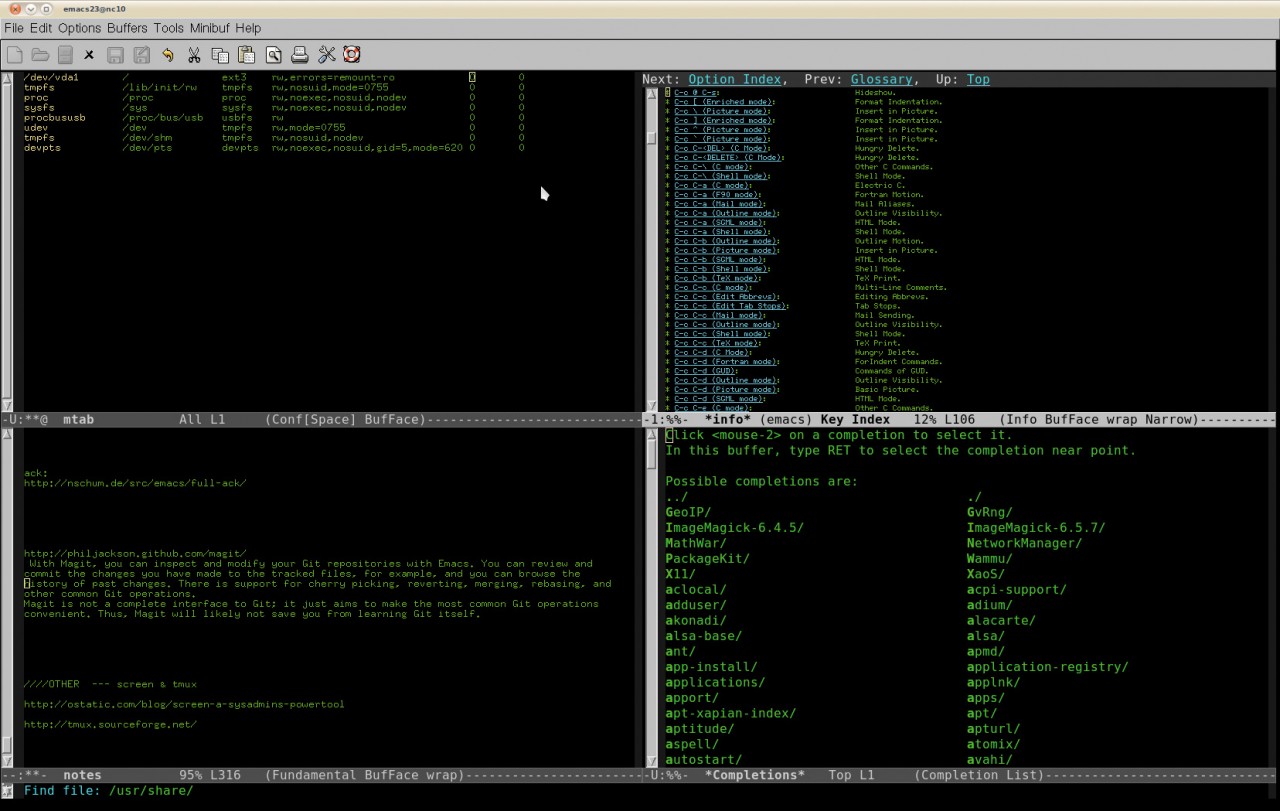 emacs23@nc10
File Edit Options Buffers Tools Minibuf Help
/dev/vda1 / ext3 rw,errors=remount-ro 0 0
tmpfs /lib/init/rw tmpfs rw,nosuid,mode=0755 0 0
proc /proc proc rw,noexec,nosuid,nodev 0 0
sysfs /sys sysfs rw,noexec,nosuid,nodev 0 0
procbususb /proc/bus/usb usbfs rw 0 0
udev /dev tmpfs rw,mode=0755 0 0
tmpfs /dev/shm tmpfs rw,nosuid,nodev 0 0
devpts /dev/pts devpts rw,noexec,nosuid,gid=5,mode=620 0 0
-U:**@ mtab All L1 (Conf[Space] BufFace)--------------------------
Next: Option Index, Prev: Glossary, Up: Top
* C-c @ C-s: Hideshow.
* C-c [ (Enriched mode): Format Indentation.
* C-c \ (Picture mode): Insert in Picture.
* C-c ] (Enriched mode): Format Indentation.
* C-c ^ (Picture mode): Insert in Picture.
* C-c ` (Picture mode): Insert in Picture.
* C-c C-<DEL> (C Mode): Hungry Delete.
* C-c C-<DELETE> (C Mode): Hungry Delete.
* C-c C-\ (C mode): Other C Commands.
* C-c C-\ (Shell mode): Shell Mode.
* C-c C-a (C mode): Electric C.
* C-c C-a (F90 mode): Fortran Motion.
* C-c C-a (Mail mode): Mail Aliases.
* C-c C-a (Outline mode): Outline Visibility.
* C-c C-a (SGML mode): HTML Mode.
* C-c C-a (Shell mode): Shell Mode.
* C-c C-b (Outline mode): Outline Motion.
* C-c C-b (Picture mode): Insert in Picture.
* C-c C-b (SGML mode): HTML Mode.
* C-c C-b (Shell mode): Shell Mode.
* C-c C-b (TeX mode): TeX Print.
* C-c C-c (C mode): Multi-Line Comments.
* C-c C-c (Edit Abbrevs): Editing Abbrevs.
* C-c C-c (Edit Tab Stops): Tab Stops.
* C-c C-c (Mail mode): Mail Sending.
* C-c C-c (Outline mode): Outline Visibility.
* C-c C-c (Shell mode): Shell Mode.
* C-c C-c (TeX mode): TeX Print.
* C-c C-d (C Mode): Hungry Delete.
* C-c C-d (Fortran mode): ForIndent Commands.
* C-c C-d (GUD): Commands of GUD.
* C-c C-d (Outline mode): Outline Visibility.
* C-c C-d (Picture mode): Basic Picture.
* C-c C-d (SGML mode): HTML Mode.
* C-c C-e (C mode): Other C Commands.
-1:%%- *info* (emacs) Key Index 12% L106 (Info BufFace wrap Narrow)----------
ack:
http://nschum.de/src/emacs/full-ack/
http://philjackson.github.com/magit/
With Magit, you can inspect and modify your Git repositories with Emacs. You can review and
commit the changes you have made to the tracked files, for example, and you can browse the
history of past changes. There is support for cherry picking, reverting, merging, rebasing, and
other common Git operations.
Magit is not a complete interface to Git; it just aims to make the most common Git operations
convenient. Thus, Magit will likely not save you from learning Git itself.
////OTHER --- screen & tmux
http://ostatic.com/blog/screen-a-sysadmins-powertool
http://tmux.sourceforge.net/
--:**- notes 95% L316 (Fundamental BufFace wrap)----------------------
Click <mouse-2> on a completion to select it.
In this buffer, type RET to select the completion near point.
Possible completions are:
../ ./
GeoIP/ GvRng/
ImageMagick-6.4.5/ ImageMagick-6.5.7/
MathWar/ NetworkManager/
PackageKit/ Wammu/
X11/ XaoS/
aclocal/ acpi-support/
adduser/ adium/
akonadi/ alacarte/
alsa-base/ alsa/
ant/ apmd/
app-install/ application-registry/
applications/ applnk/
apport/ apps/
apt-xapian-index/ apt/
aptitude/ apturl/
aspell/ atomix/
autostart/ avahi/
-U:%%- *Completions* Top L1 (Completion List)-----------------------------
Find file: /usr/share/